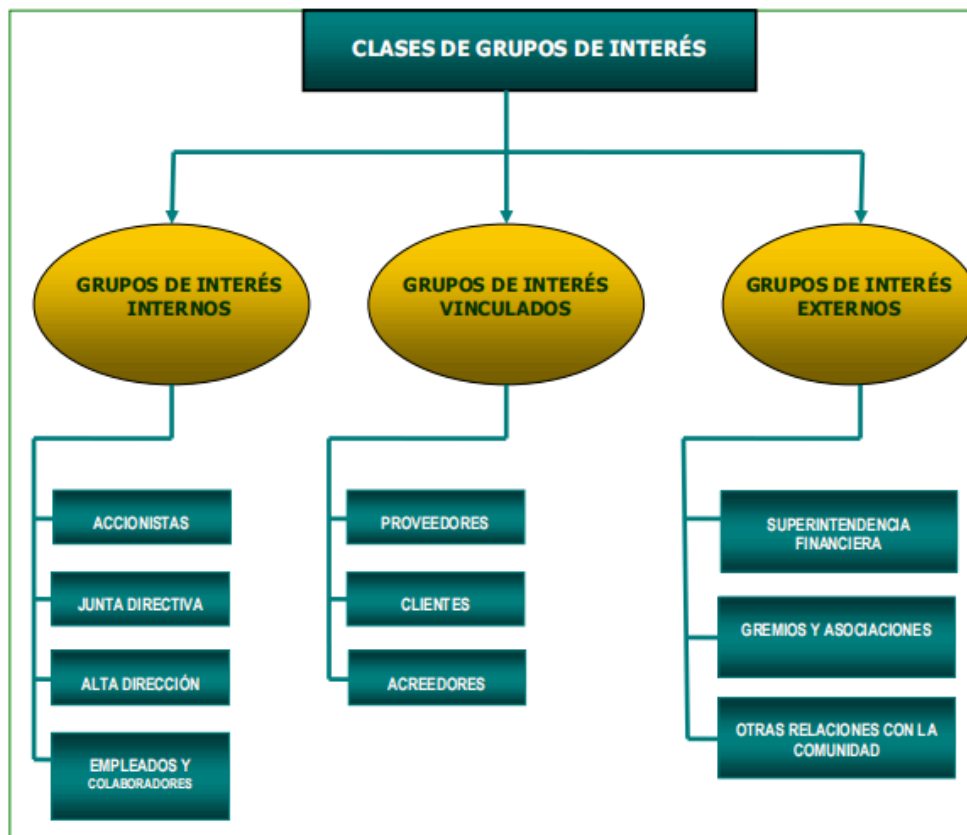 CLASES DE GRUPOS DE INTERÉS
GRUPOS DE INTERÉS
INTERNOS
GRUPOS DE INTERÉS
VINCULADOS
GRUPOS DE INTERÉS
EXTERNOS
ACCIONISTAS
JUNTA DIRECTIVA
ALTA DIRECCIÓN
EMPLEADOS Y
COLABORADORES
PROVEEDORES
CLIENTES
ACREEDORES
SUPERINTENDENCIA
FINANCIERA
GREMIOS Y ASOCIACIONES
OTRAS RELACIONES CON LA
COMUNIDAD